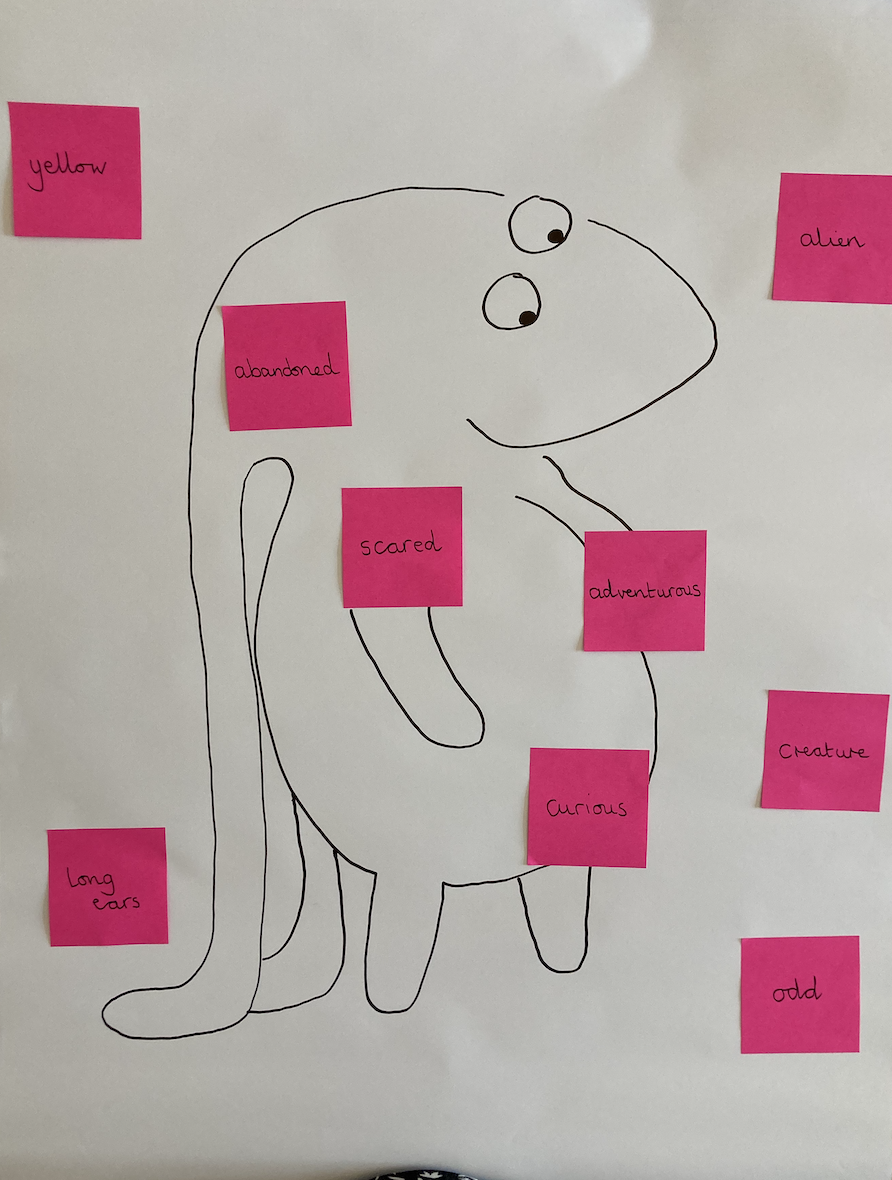 yellow
alien
abandoned
scared
adventurous
creature
curious
long
ears
odd